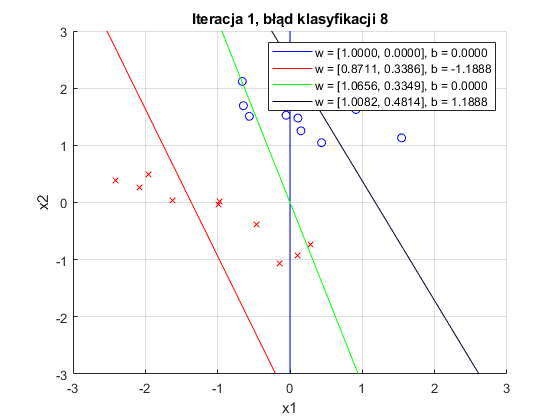 Iteracja 1, błąd klasyfikacji 8
w = [1.0000, 0.0000], b = 0.0000
w = [0.8711, 0.3386], b = -1.1888
w = [1.0656, 0.3349], b = 0.0000
w = [1.0082, 0.4814], b = 1.1888
3
2
1
0
-1
-2
-3
x2
-3 -2 -1 0 1 2 3
x1